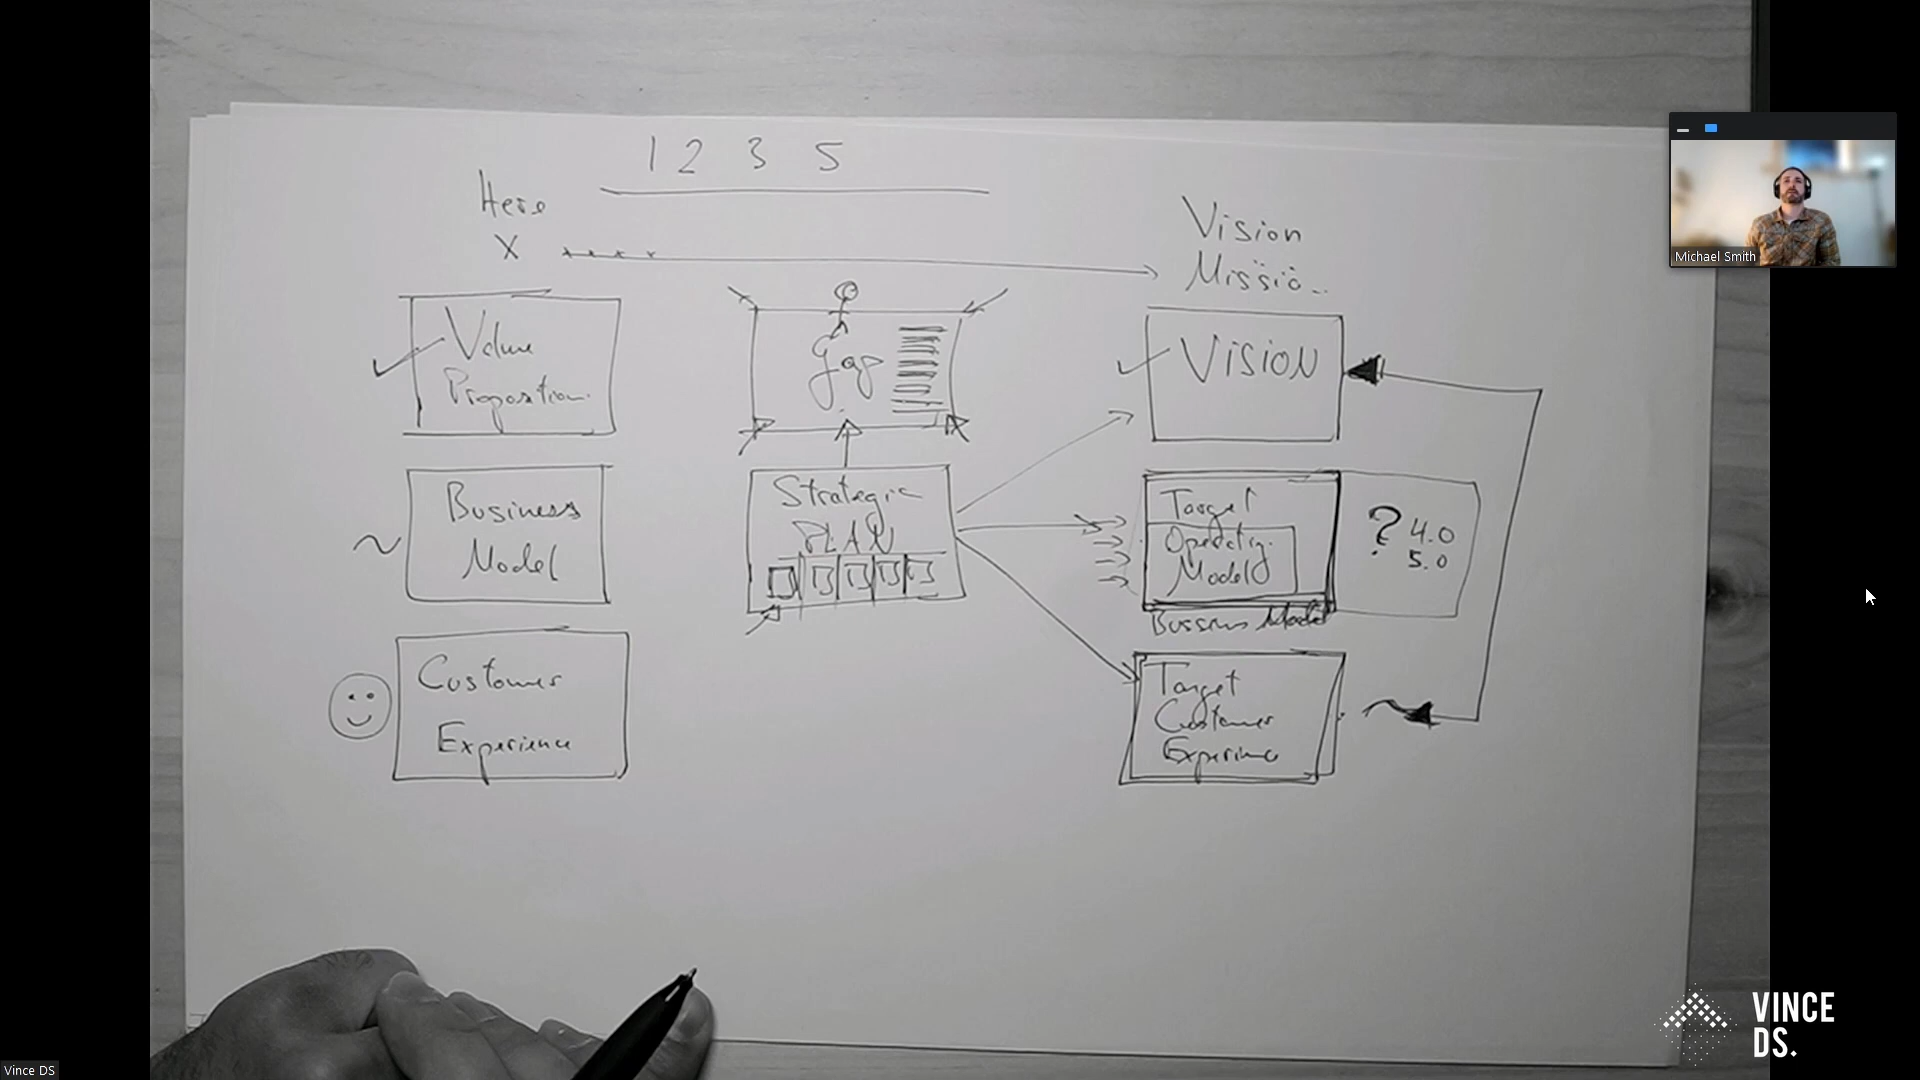 1 2 3 5
Here
X
Vision
Missio..
Value
Proposition
Gap
VISION
Business
Model
Strategic
PLAN
Target
Operating
Model
Bussnes Model
? 4.0
5.0
Customer
Experience
Target
Customer
Experience
Michael Smith
VINCE
DS.
Vince DS